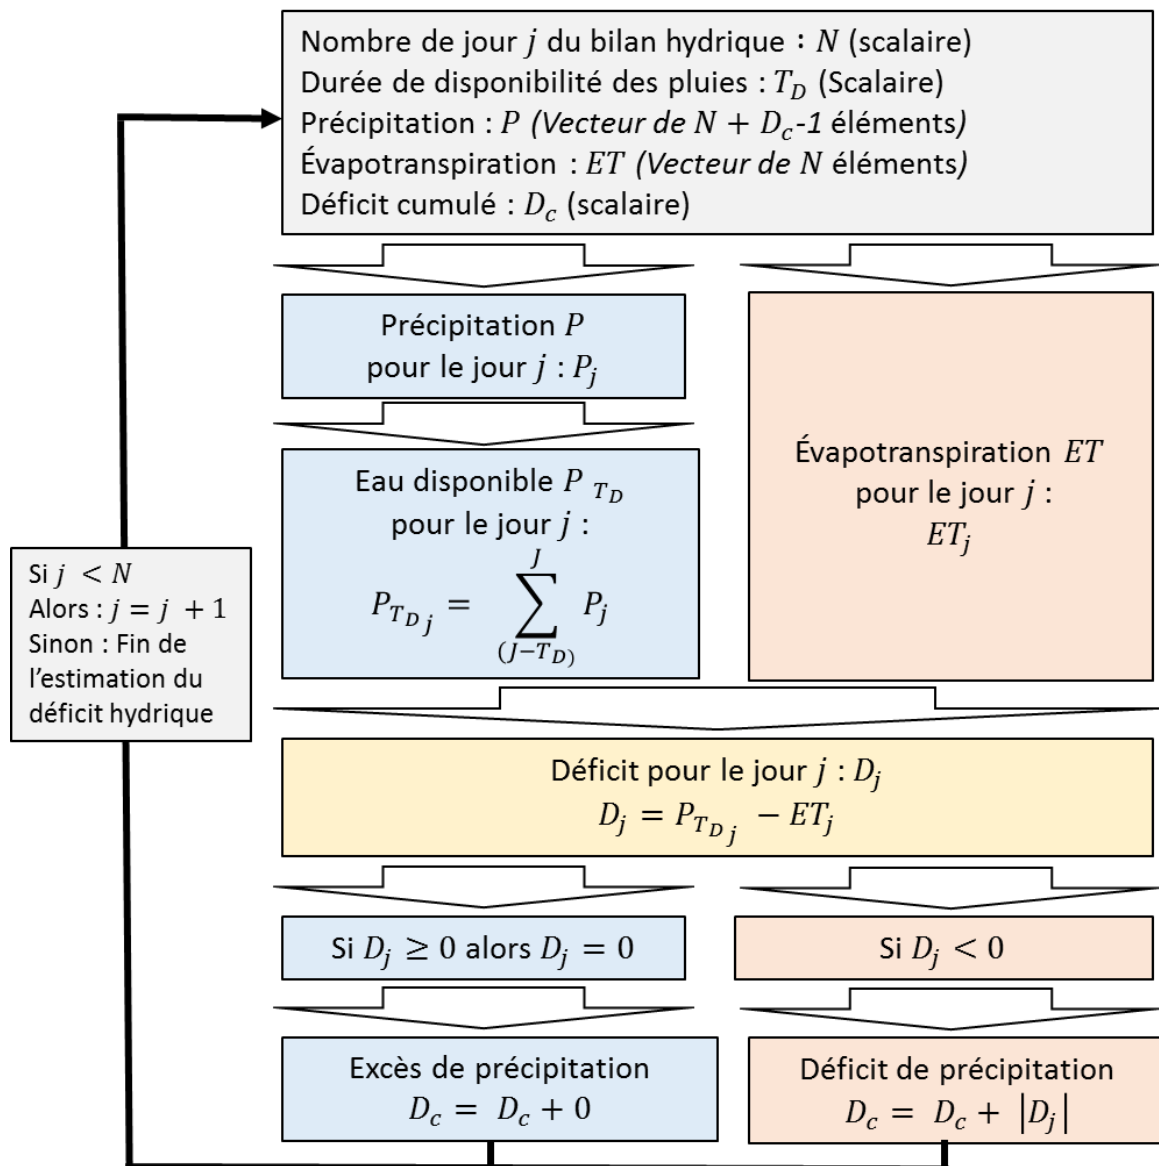 Nombre de jour j du bilan hydrique : N (scalaire)
Durée de disponibilité des pluies : T_D (Scalaire)
Précipitation : P (Vecteur de N + D_c-1 éléments)
Évapotranspiration : ET (Vecteur de N éléments)
Déficit cumulé : D_c (scalaire)
Précipitation P
pour le jour j : P_j
Eau disponible P_{T_D}
pour le jour j :
P_{T_D j} = \sum_{(J-T_D)}^{J} P_j
Évapotranspiration ET
pour le jour j :
ET_j
Si j < N
Alors : j = j + 1
Sinon : Fin de
l’estimation du
déficit hydrique
Déficit pour le jour j : D_j
D_j = P_{T_D j} − ET_j
Si D_j ≥ 0 alors D_j = 0
Si D_j < 0
Excès de précipitation
D_c = D_c + 0
Déficit de précipitation
D_c = D_c + |D_j|